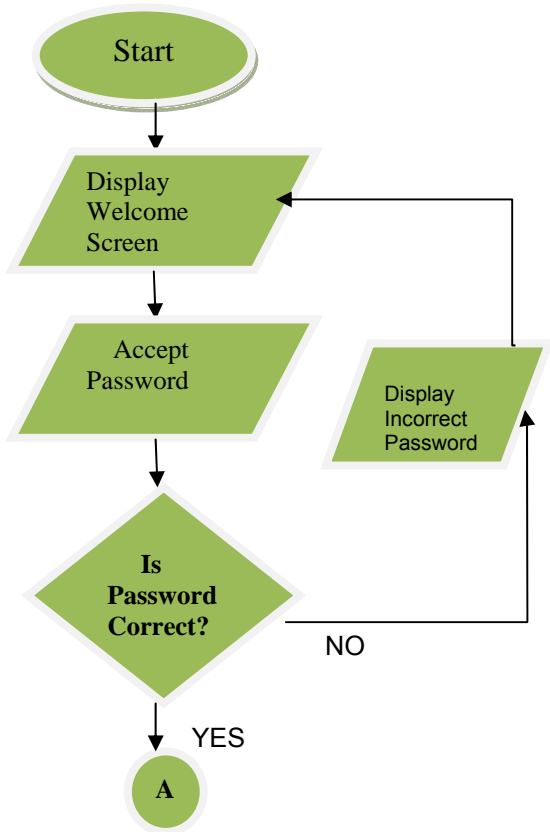 Start
Display
Welcome
Screen
Accept
Password
Display
Incorrect
Password
Is
Password
Correct?
NO
YES
A